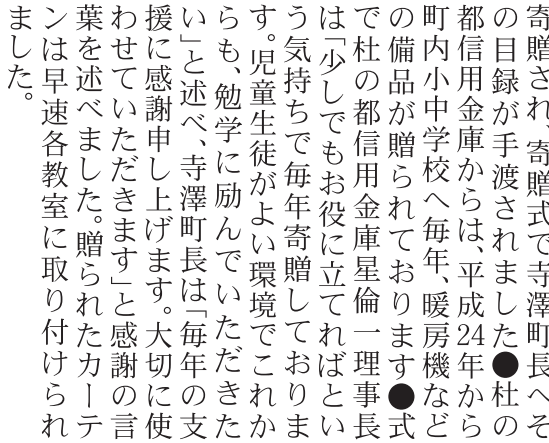 寄贈され、寄贈式で寺澤町長へそ
の目録が手渡されました●杜の
都信用金庫からは、平成24年から
町内小中学校へ毎年、暖房機など
の備品が贈られております●式
で杜の都信用金庫星倫一理事長
は「少しでもお役に立てればとい
う気持ちで毎年寄贈しておりま
す。児童生徒がよい環境でこれか
らも、勉学に励んでいただきた
い」と述べ、寺澤町長は「毎年の支
援に感謝申し上げます。大切に使
わせていただきます」と感謝の言
葉を述べました。贈られたカーテ
ンは早速各教室に取り付けられ
ました。